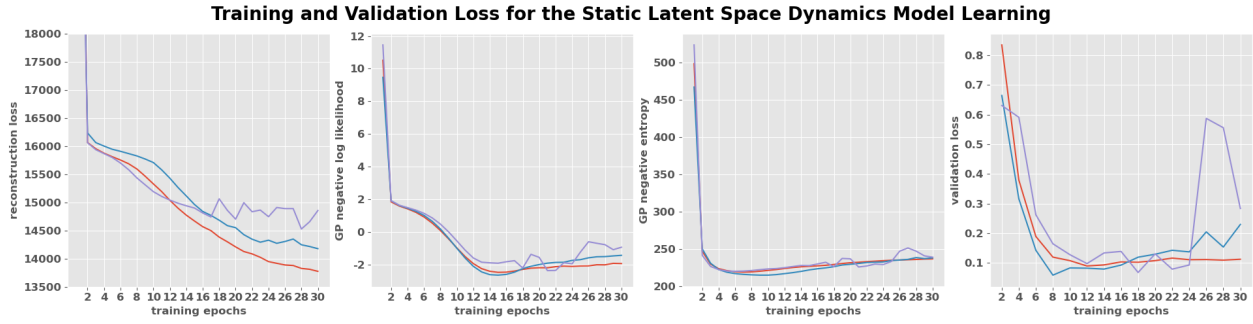 Training and Validation Loss for the Static Latent Space Dynamics Model Learning
reconstruction loss
18000
17500
17000
16500
16000
15500
15000
14500
14000
13500
2 4 6 8 10 12 14 16 18 20 22 24 26 28 30
training epochs
GP negative log likelihood
12
10
8
6
4
2
0
-2
2 4 6 8 10 12 14 16 18 20 22 24 26 28 30
training epochs
GP negative entropy
500
450
400
350
300
250
200
2 4 6 8 10 12 14 16 18 20 22 24 26 28 30
training epochs
validation loss
0.8
0.7
0.6
0.5
0.4
0.3
0.2
0.1
2 4 6 8 10 12 14 16 18 20 22 24 26 28 30
training epochs